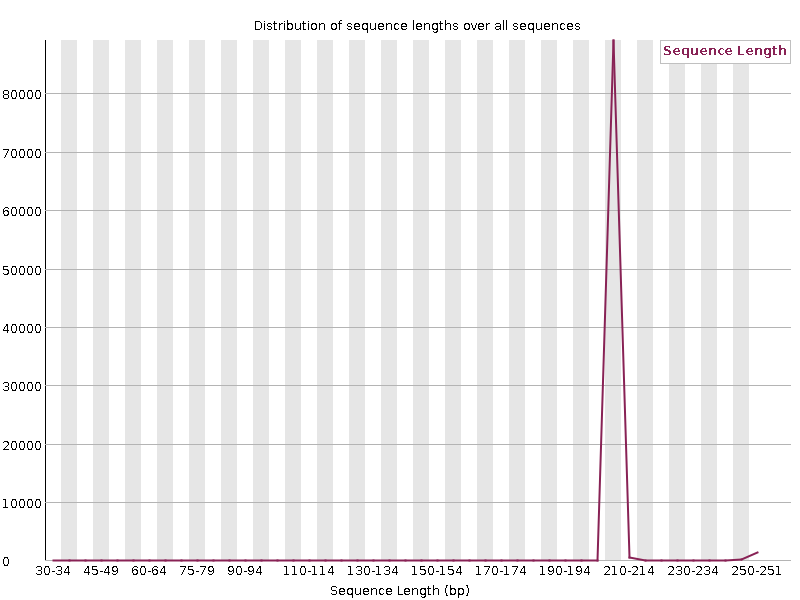 Distribution of sequence lengths over all sequences
Sequence Length
80000
70000
60000
50000
40000
30000
20000
10000
0
30-34 45-49 60-64 75-79 90-94 110-114 130-134 150-154 170-174 190-194 210-214 230-234 250-251
Sequence Length (bp)